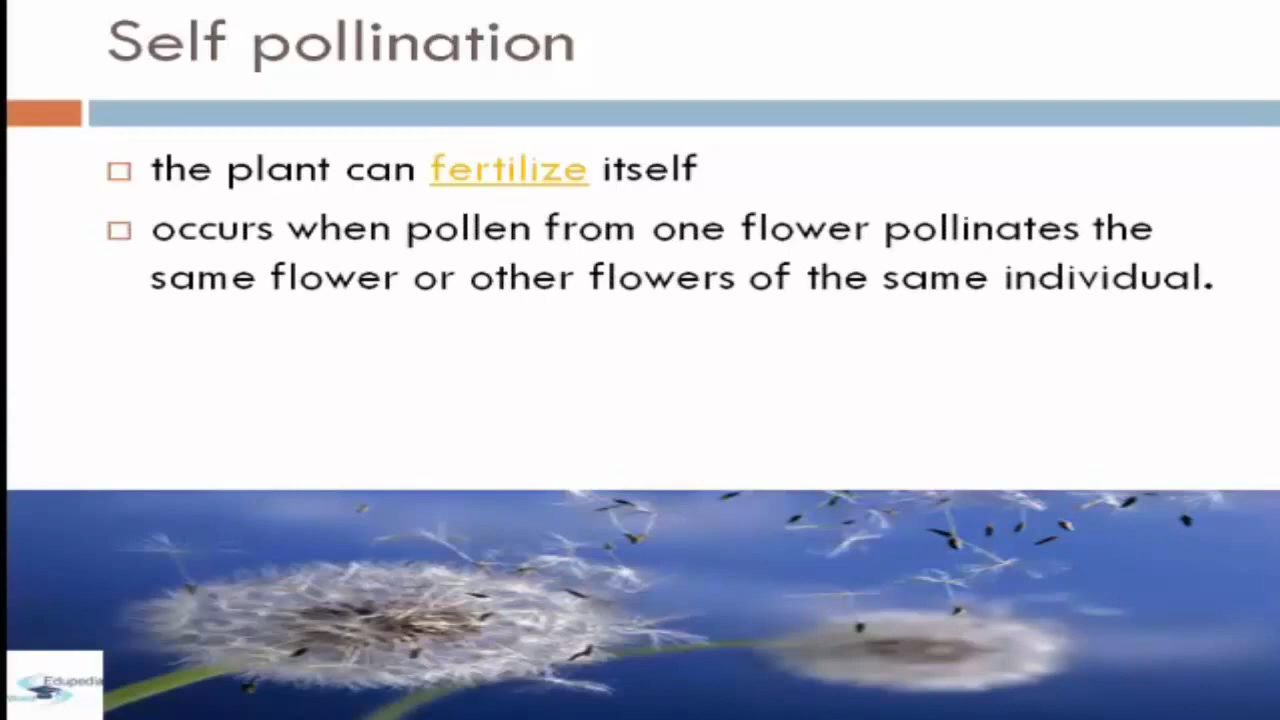 Self pollination
the plant can fertilize itself
occurs when pollen from one flower pollinates the
same flower or other flowers of the same individual.
Edupedia